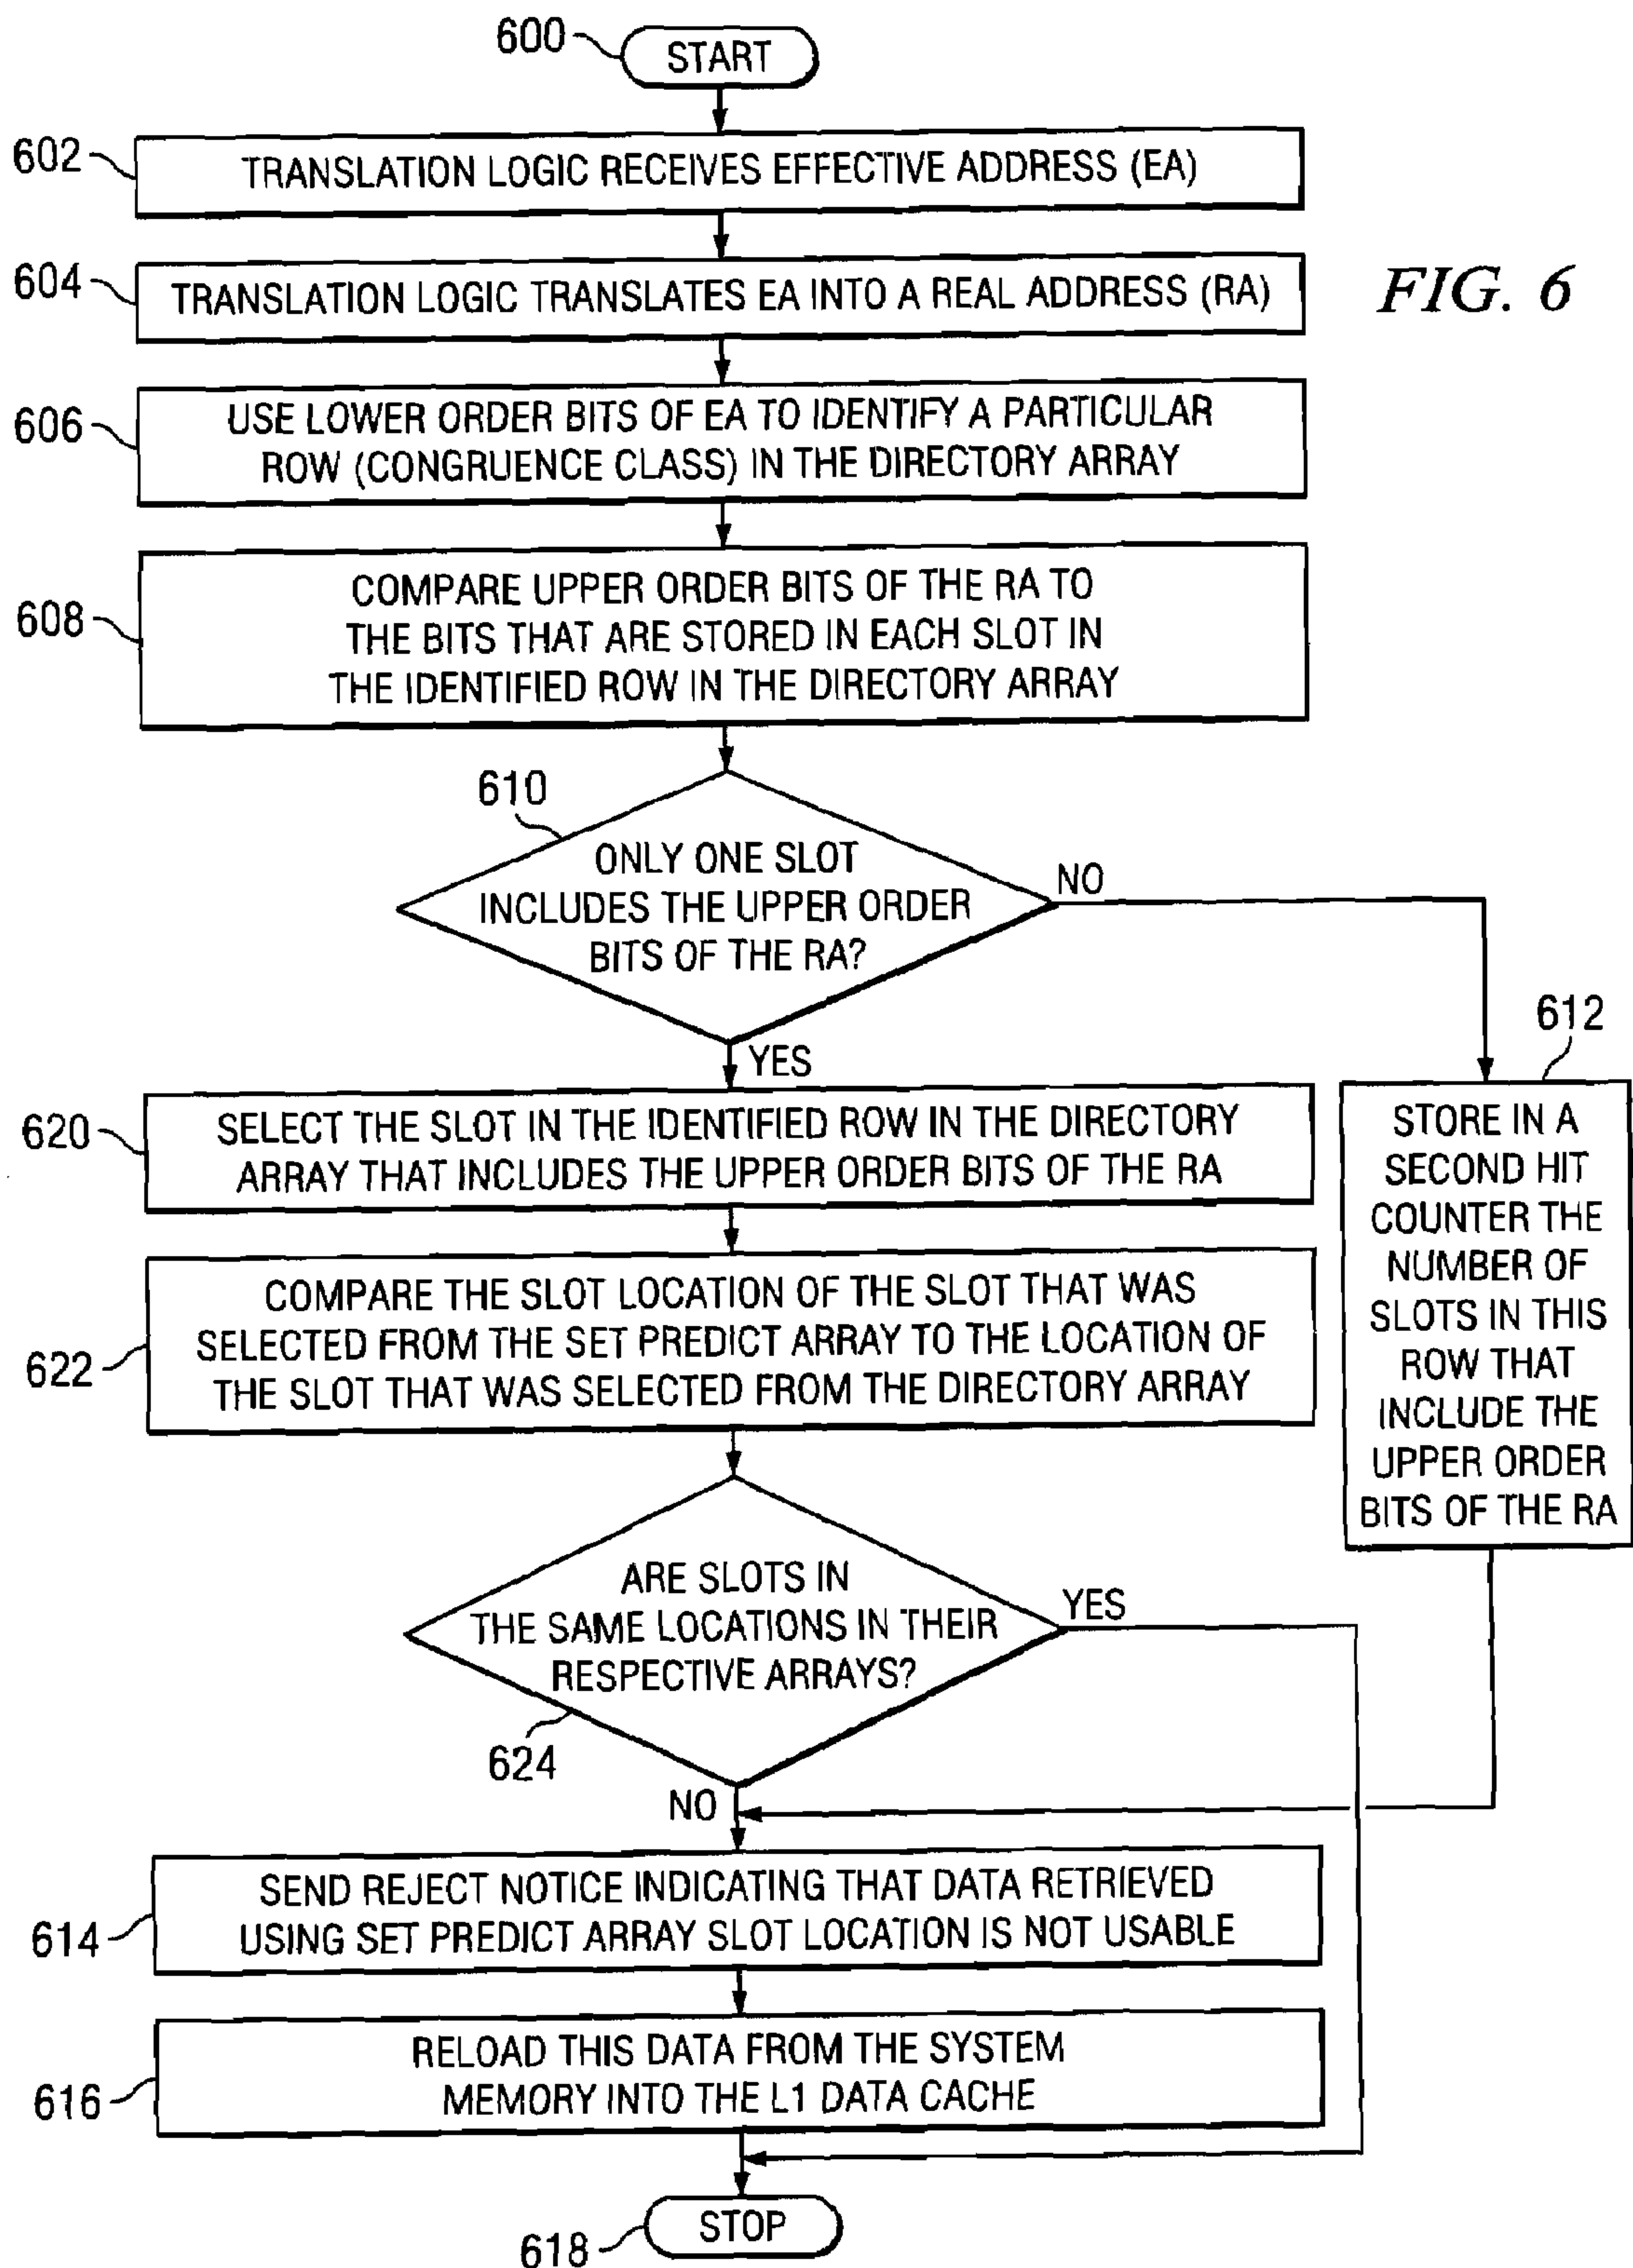 600
START
602
TRANSLATION LOGIC RECEIVES EFFECTIVE ADDRESS (EA)
604
TRANSLATION LOGIC TRANSLATES EA INTO A REAL ADDRESS (RA)
FIG. 6
606
USE LOWER ORDER BITS OF EA TO IDENTIFY A PARTICULAR
ROW (CONGRUENCE CLASS) IN THE DIRECTORY ARRAY
608
COMPARE UPPER ORDER BITS OF THE RA TO
THE BITS THAT ARE STORED IN EACH SLOT IN
THE IDENTIFIED ROW IN THE DIRECTORY ARRAY
610
ONLY ONE SLOT
INCLUDES THE UPPER ORDER
BITS OF THE RA?
NO
YES
612
STORE IN A
SECOND HIT
COUNTER THE
NUMBER OF
SLOTS IN THIS
ROW THAT
INCLUDE THE
UPPER ORDER
BITS OF THE RA
620
SELECT THE SLOT IN THE IDENTIFIED ROW IN THE DIRECTORY
ARRAY THAT INCLUDES THE UPPER ORDER BITS OF THE RA
622
COMPARE THE SLOT LOCATION OF THE SLOT THAT WAS
SELECTED FROM THE SET PREDICT ARRAY TO THE LOCATION OF
THE SLOT THAT WAS SELECTED FROM THE DIRECTORY ARRAY
ARE SLOTS IN
THE SAME LOCATIONS IN THEIR
RESPECTIVE ARRAYS?
YES
624
NO
614
SEND REJECT NOTICE INDICATING THAT DATA RETRIEVED
USING SET PREDICT ARRAY SLOT LOCATION IS NOT USABLE
616
RELOAD THIS DATA FROM THE SYSTEM
MEMORY INTO THE L1 DATA CACHE
618
STOP